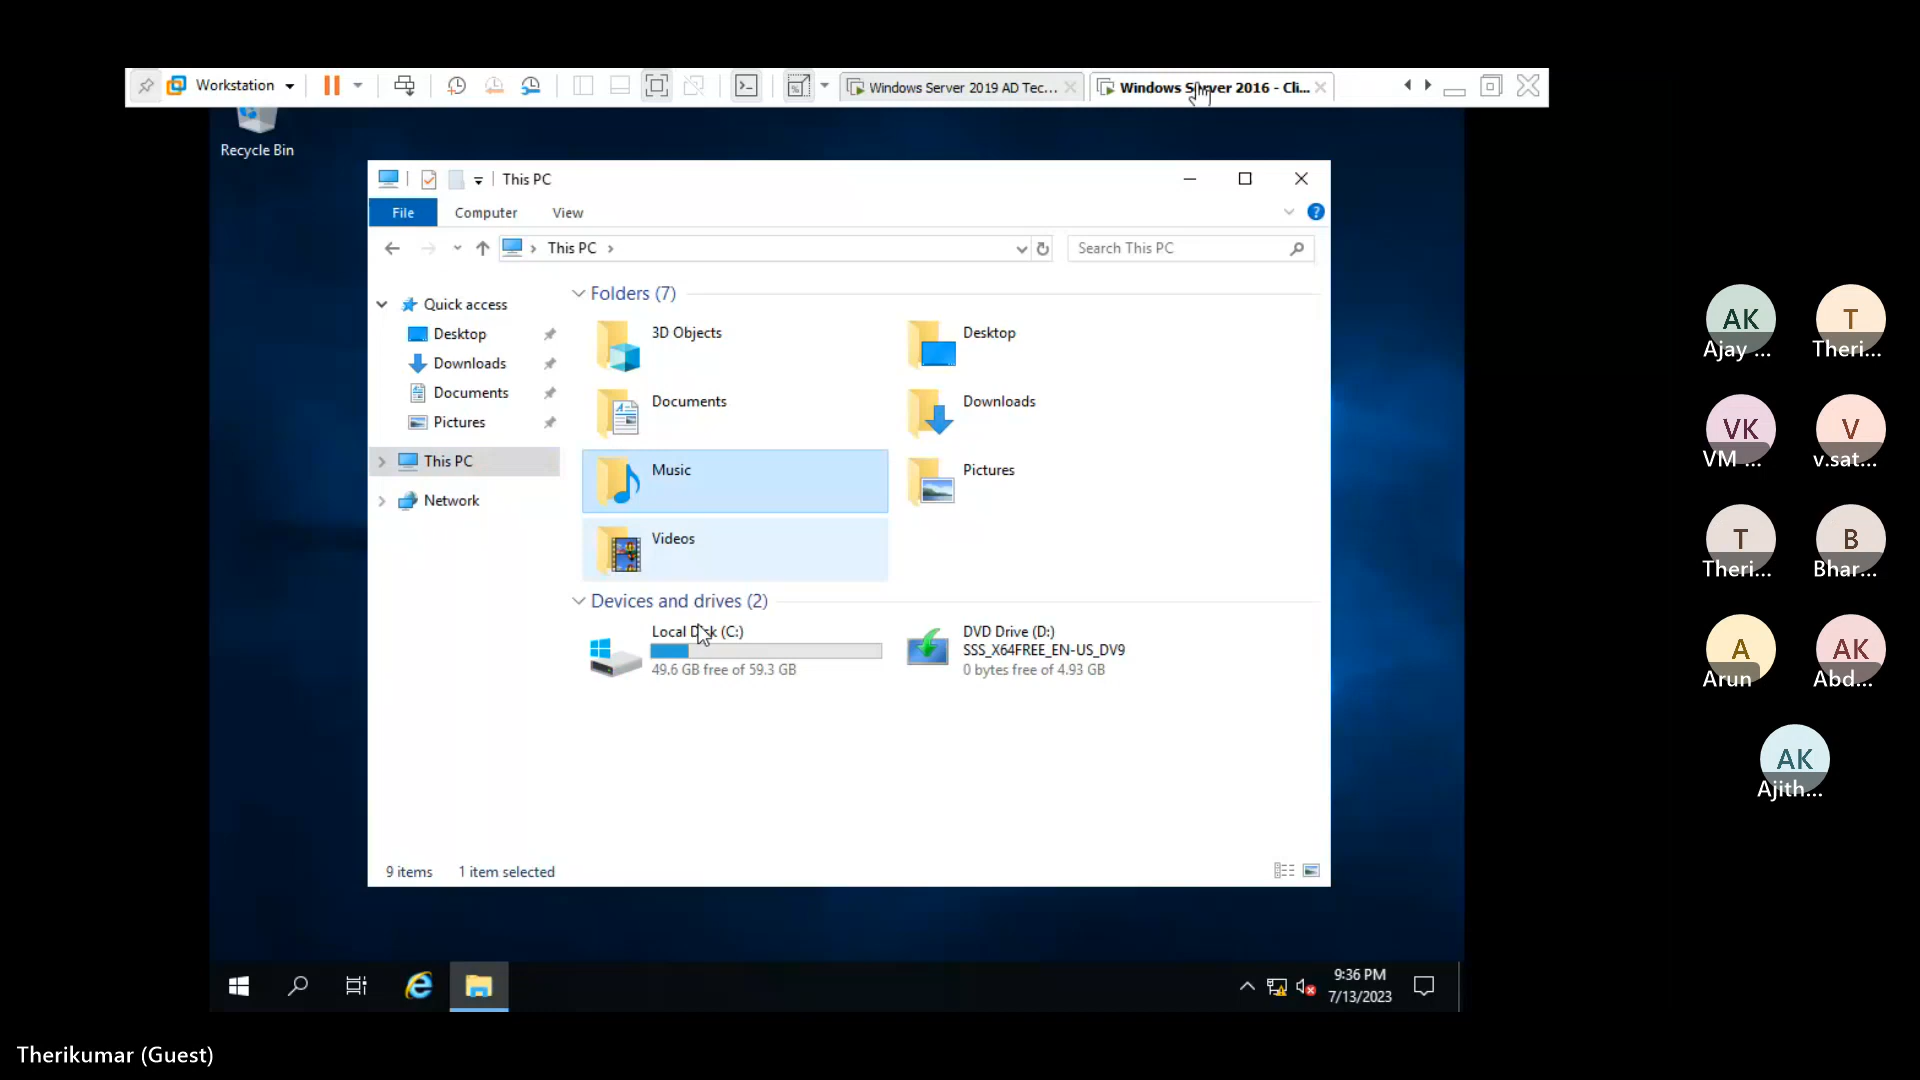 Workstation
Windows Server 2019 AD Tec...
Windows Server 2016 - Cli...
Recycle Bin
This PC
File
Computer
View
This PC
Search This PC
Quick access
Desktop
Downloads
Documents
Pictures
This PC
Network
Folders (7)
3D Objects
Desktop
Documents
Downloads
Music
Pictures
Videos
Devices and drives (2)
Local Disk (C:)
49.6 GB free of 59.3 GB
DVD Drive (D:)
SSS_X64FREE_EN-US_DV9
0 bytes free of 4.93 GB
9 items
1 item selected
9:36 PM
7/13/2023
AK
Ajay ...
T
Theri...
VK
VM ...
V
v.sat...
T
Theri...
B
Bhar...
A
Arun
AK
Abd...
AK
Ajith...
Therikumar (Guest)